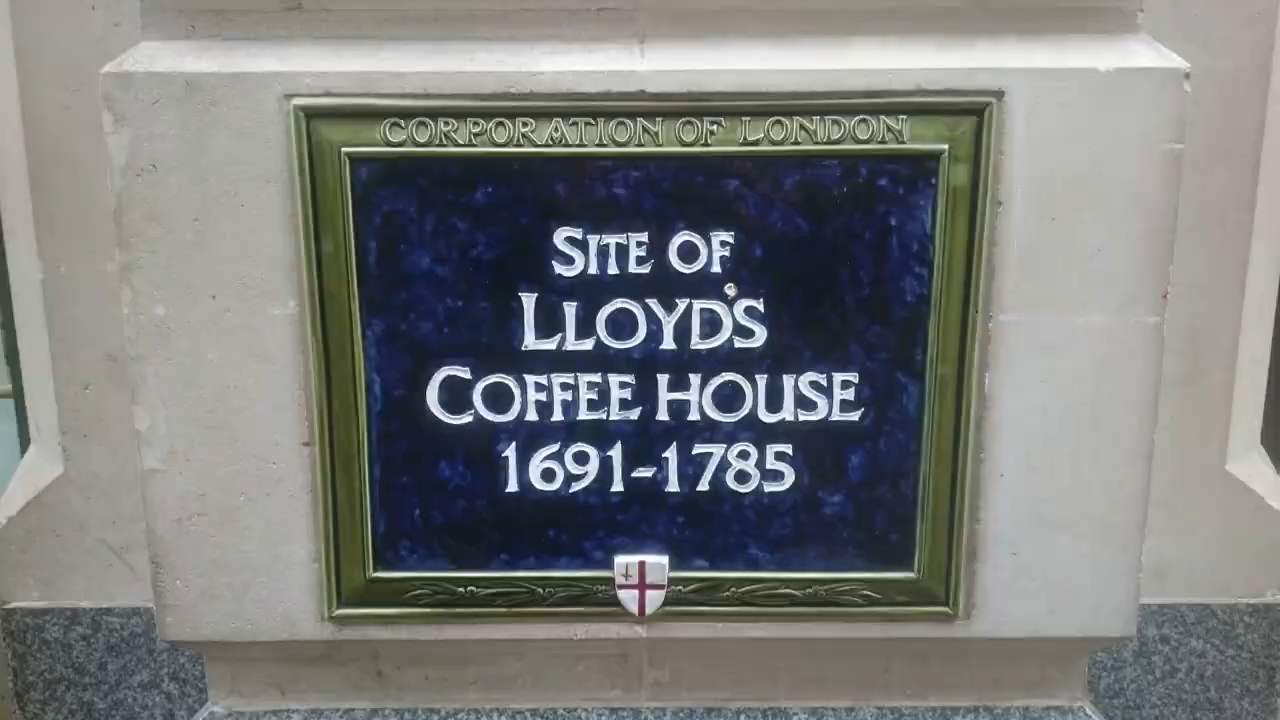 CORPORATION OF LONDON
SITE OF
LLOYD'S
COFFEE HOUSE
1691-1785